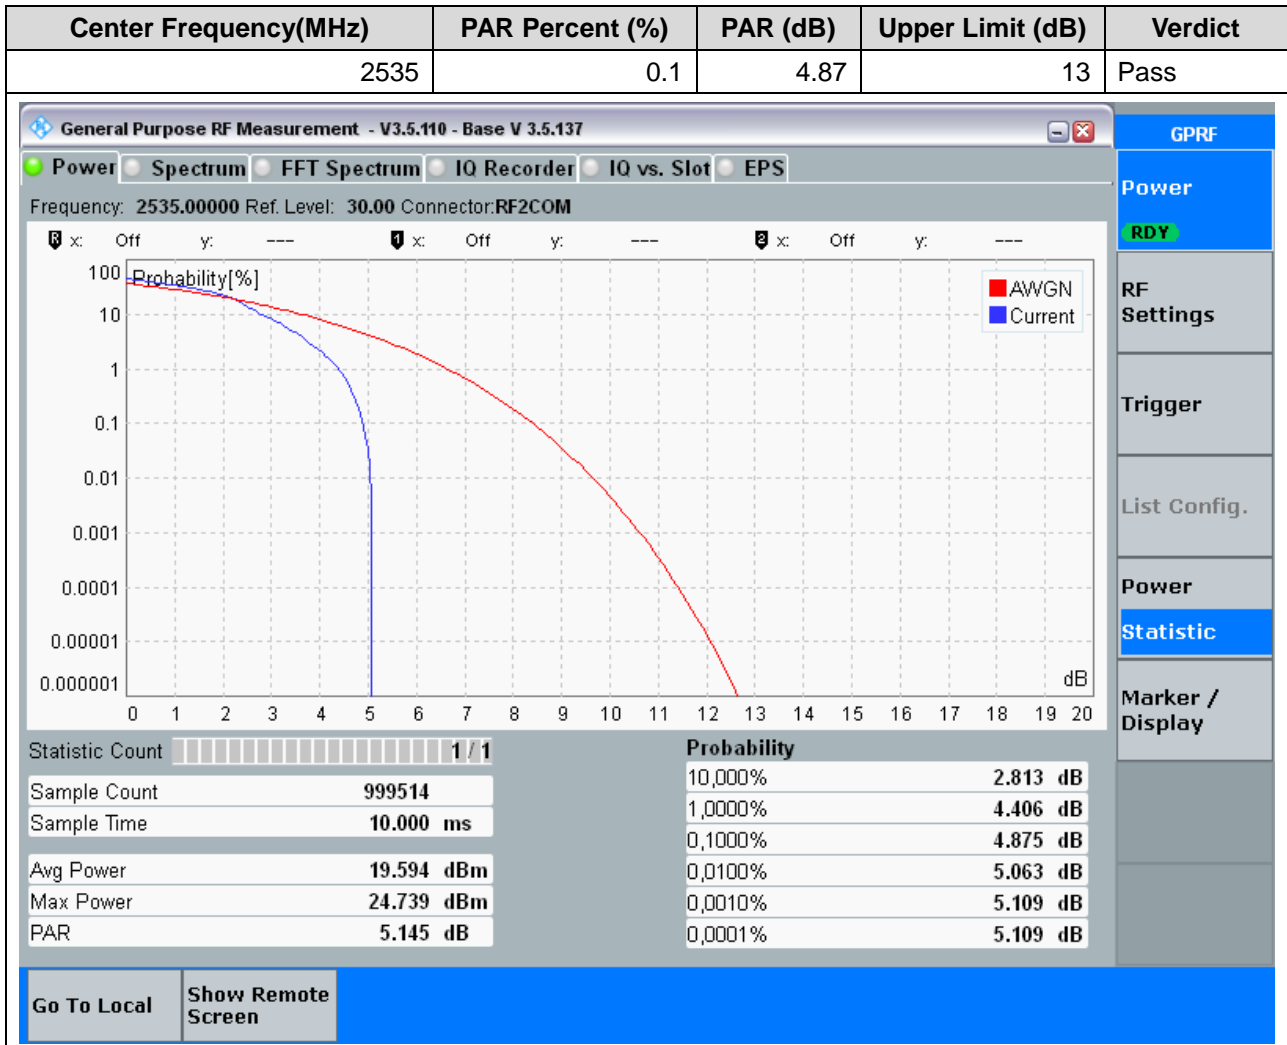 Center Frequency(MHz) PAR Percent (%) PAR (dB) Upper Limit (dB) Verdict
2535 0.1 4.87 13 Pass
General Purpose RF Measurement - V3.5.110 - Base V 3.5.137
GPRF
Power Spectrum FFT Spectrum IQ Recorder IQ vs. Slot EPS
Power
RDY
Frequency: 2535.00000 Ref. Level: 30.00 Connector:RF2COM
R x: Off y: --- 1 x: Off y: --- 2 x: Off y: ---
100 Probability[%]
AWGN
Current
10
1
0.1
0.01
0.001
0.0001
0.00001
0.000001
dB
0 1 2 3 4 5 6 7 8 9 10 11 12 13 14 15 16 17 18 19 20
RF
Settings
Trigger
List Config.
Power
Statistic
Marker /
Display
Statistic Count 1 / 1
Sample Count 999514
Sample Time 10.000 ms
Avg Power 19.594 dBm
Max Power 24.739 dBm
PAR 5.145 dB
Probability
10,000% 2.813 dB
1,0000% 4.406 dB
0,1000% 4.875 dB
0,0100% 5.063 dB
0,0010% 5.109 dB
0,0001% 5.109 dB
Go To Local
Show Remote
Screen